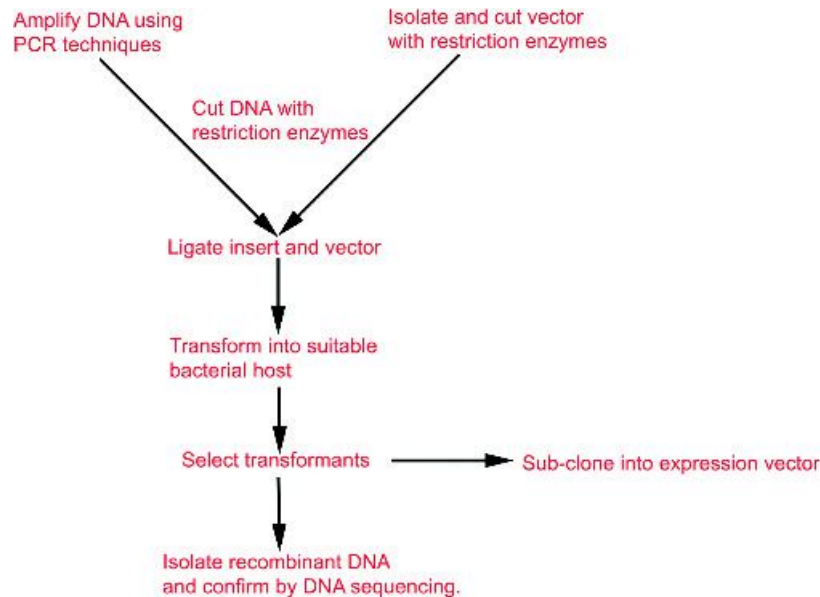 Amplify DNA using
PCR techniques
Isolate and cut vector
with restriction enzymes
Cut DNA with
restriction enzymes
Ligate insert and vector
Transform into suitable
bacterial host
Select transformants
Sub-clone into expression vector
Isolate recombinant DNA
and confirm by DNA sequencing.